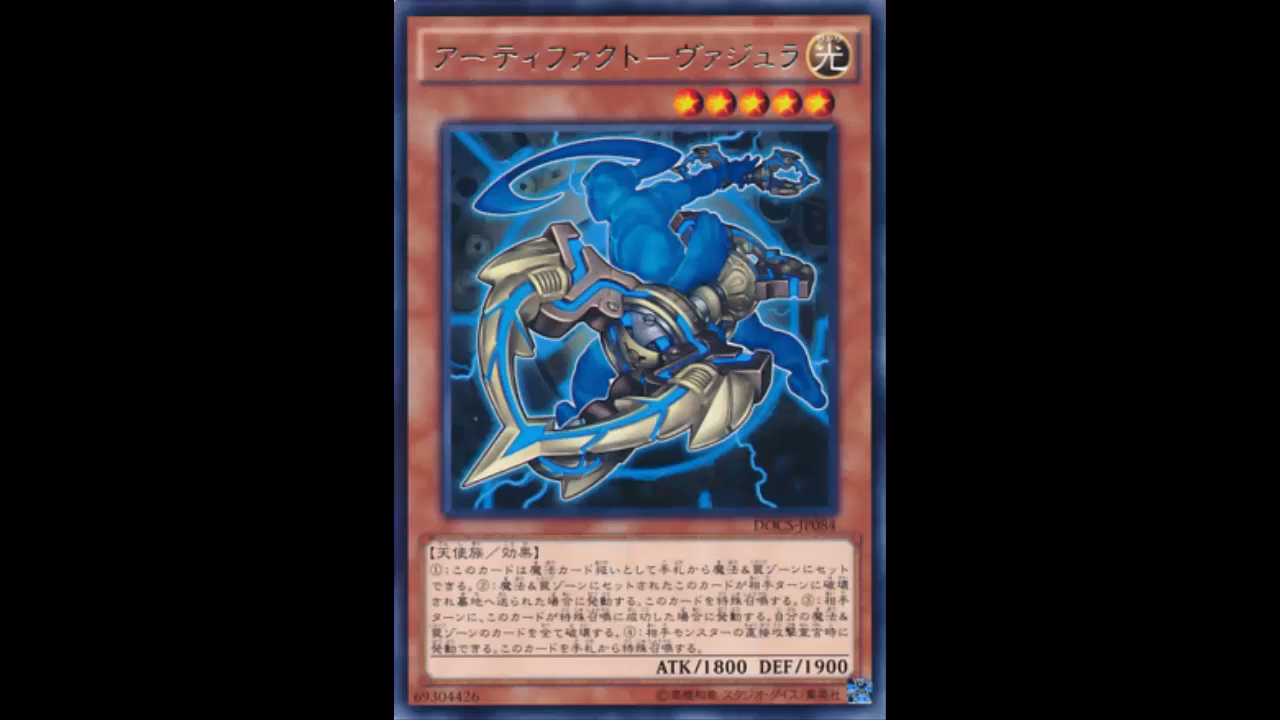 アーティファクトーヴァジュラ
光
DOCS-JP084
【天使族／効果】
①：このカードは魔法カード扱いとして手札から魔法&罠ゾーンにセット
できる。②：魔法&罠ゾーンにセットされたこのカードが相手ターンに破壊
され墓地へ送られた場合に発動する。このカードを特殊召喚する。③：相手
ターンに、このカードが特殊召喚に成功した場合に発動する。自分の魔法&
罠ゾーンのカードを全て破壊する。④：相手モンスターの直接攻撃宣言時に
発動できる。このカードを手札から特殊召喚する。
ATK/1800 DEF/1900
69304426
©高橋和希 スタジオ・ダイス/集英社